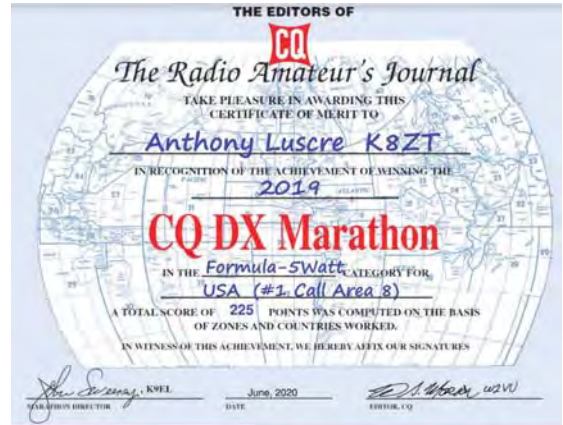 THE EDITORS OF
CQ
The Radio Amateur's Journal
TAKE PLEASURE IN AWARDING THIS
CERTIFICATE OF MERIT TO
Anthony Luscre K8ZT
IN RECOGNITION OF THE ACHIEVEMENT OF WINNING THE
2019
CQ DX Marathon
IN THE Formula-5Watt CATEGORY FOR
USA (#1 Call Area 8)
A TOTAL SCORE OF 225 POINTS WAS COMPUTED ON THE BASIS
OF ZONES AND COUNTRIES WORKED.
IN WITNESS OF THIS ACHIEVEMENT, WE HEREBY AFFIX OUR SIGNATURES
John Sweeney, K9EL June, 2020 W2VU
MARATHON DIRECTOR DATE EDITOR, CQ